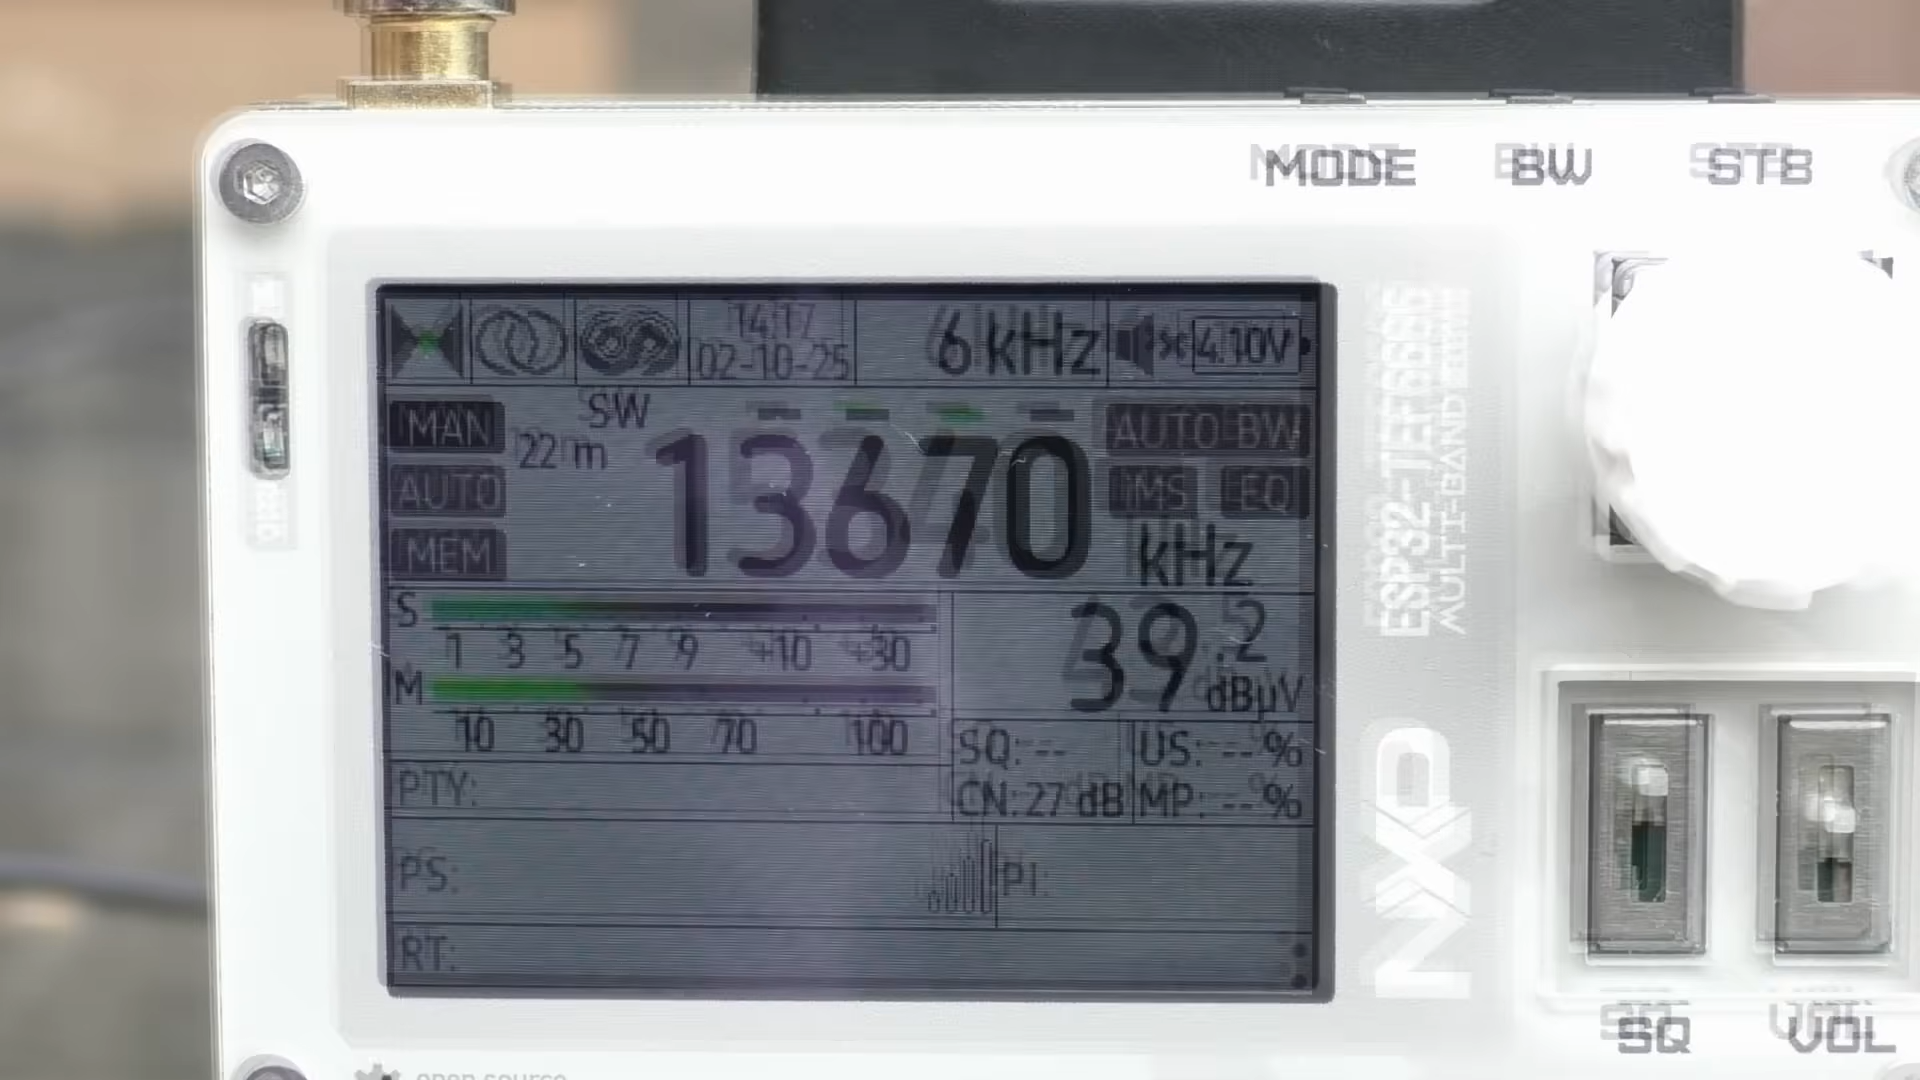 MODE BW STB
14:17
02-10-25
6 kHz
4.10V
SW
MAN
22 m
13670
kHz
AUTO BW
AUTO
iMS EQ
MEM
S
1 3 5 7 9 +10 +30
M
10 30 50 70 100
39.2
dBµV
SQ: -- US: --%
CN: 27 dB MP: --%
PTY:
PS:
PI:
RT:
MULTI-BAND
NXP
SQ VOL
open source